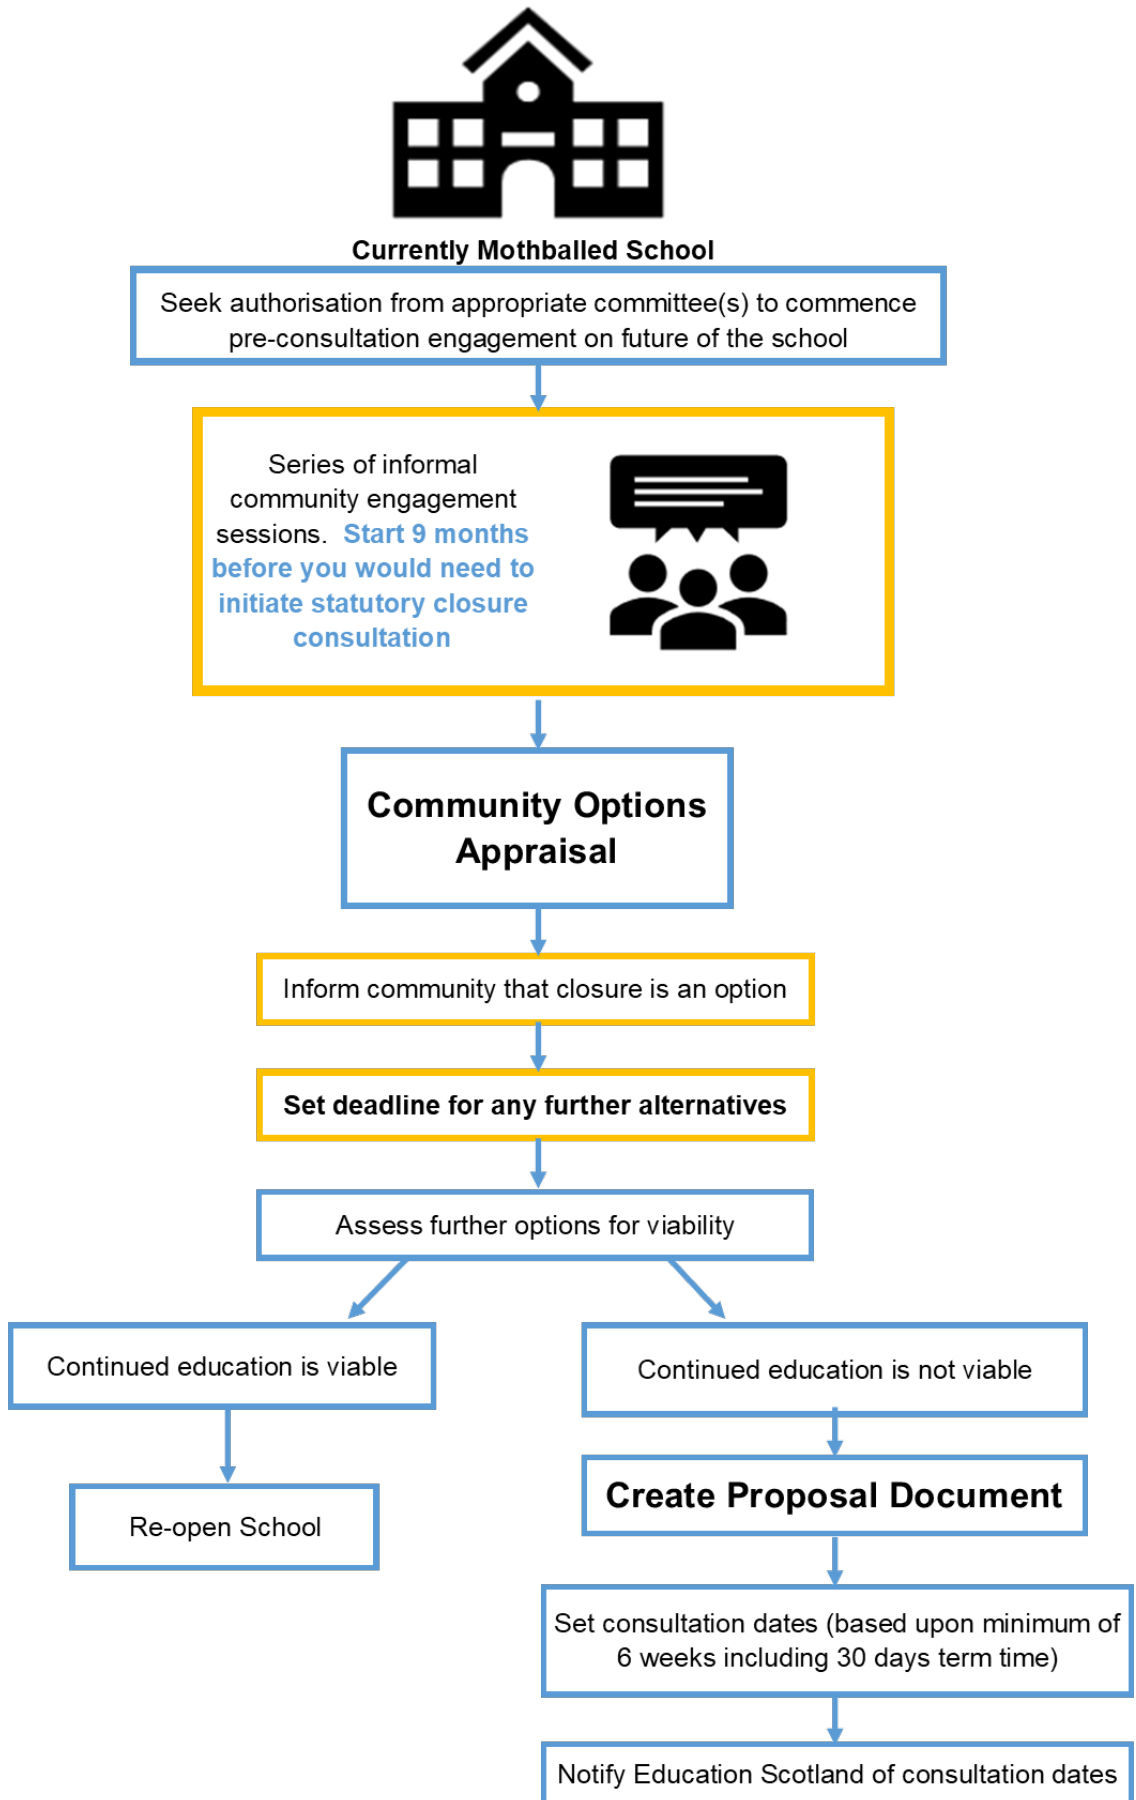 Currently Mothballed School
Seek authorisation from appropriate committee(s) to commence
pre-consultation engagement on future of the school
Series of informal
community engagement
sessions.  Start 9 months
before you would need to
initiate statutory closure
consultation
Community Options
Appraisal
Inform community that closure is an option
Set deadline for any further alternatives
Assess further options for viability
Continued education is viable
Continued education is not viable
Re-open School
Create Proposal Document
Set consultation dates (based upon minimum of
6 weeks including 30 days term time)
Notify Education Scotland of consultation dates